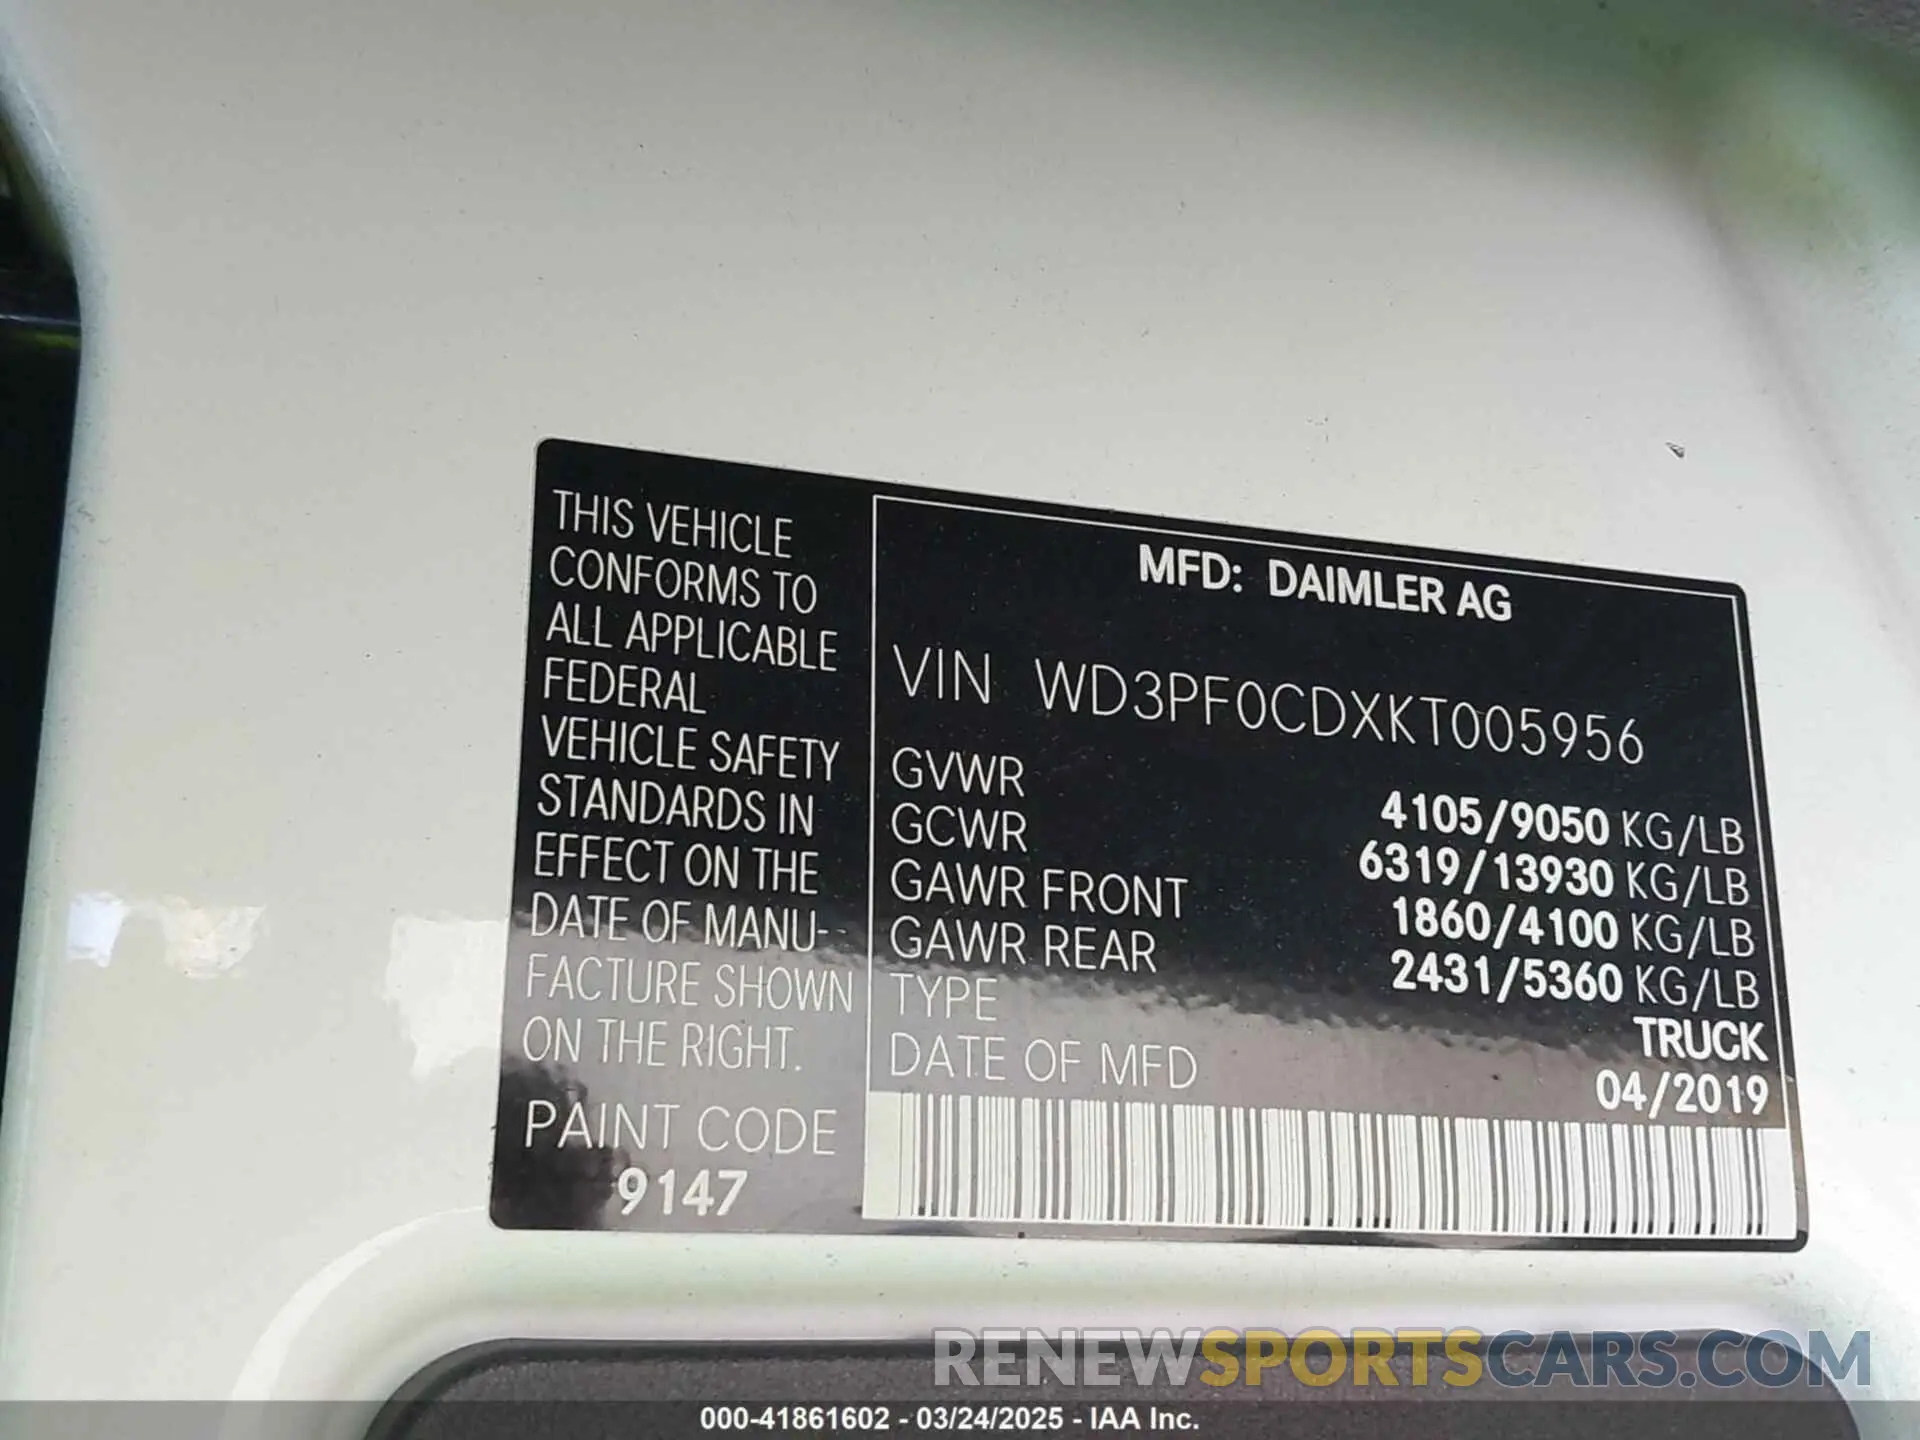 THIS VEHICLE
CONFORMS TO
ALL APPLICABLE
FEDERAL
VEHICLE SAFETY
STANDARDS IN
EFFECT ON THE
DATE OF MANU-
FACTURE SHOWN
ON THE RIGHT.
PAINT CODE
9147
MFD: DAIMLER AG
VIN WD3PF0CDXKT005956
GVWR 4105/9050 KG/LB
GCWR 6319/13930 KG/LB
GAWR FRONT 1860/4100 KG/LB
GAWR REAR 2431/5360 KG/LB
TYPE TRUCK
DATE OF MFD 04/2019
RENEWSPORTSCARS.COM
000-41861602 - 03/24/2025 - IAA Inc.